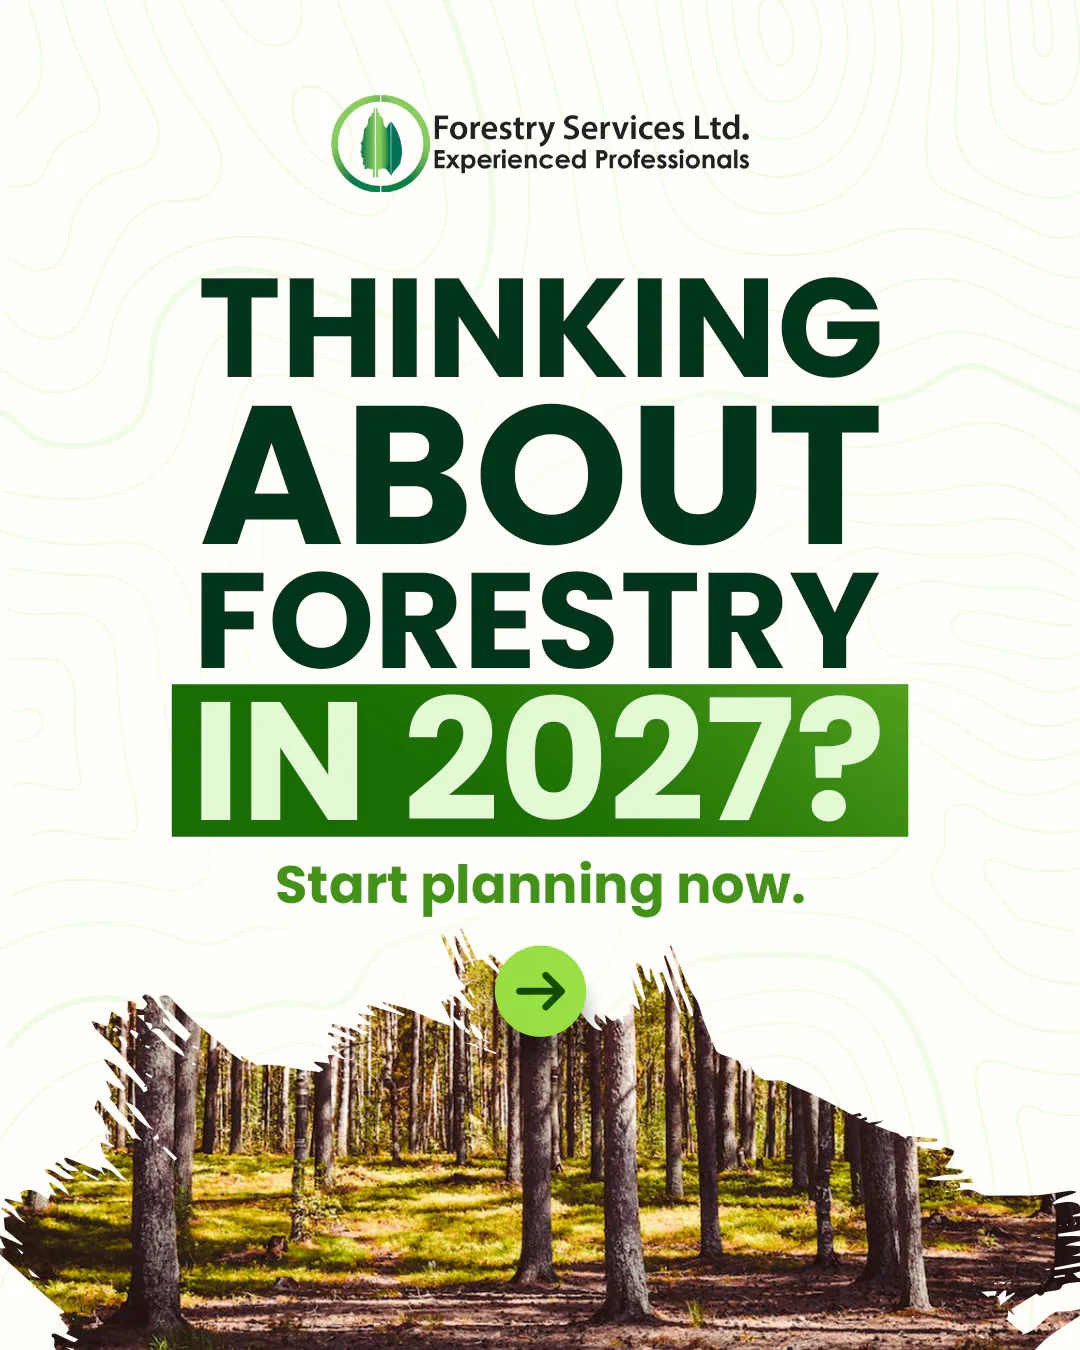 Forestry Services Ltd.
Experienced Professionals
THINKING
ABOUT
FORESTRY
IN 2027?
Start planning now.